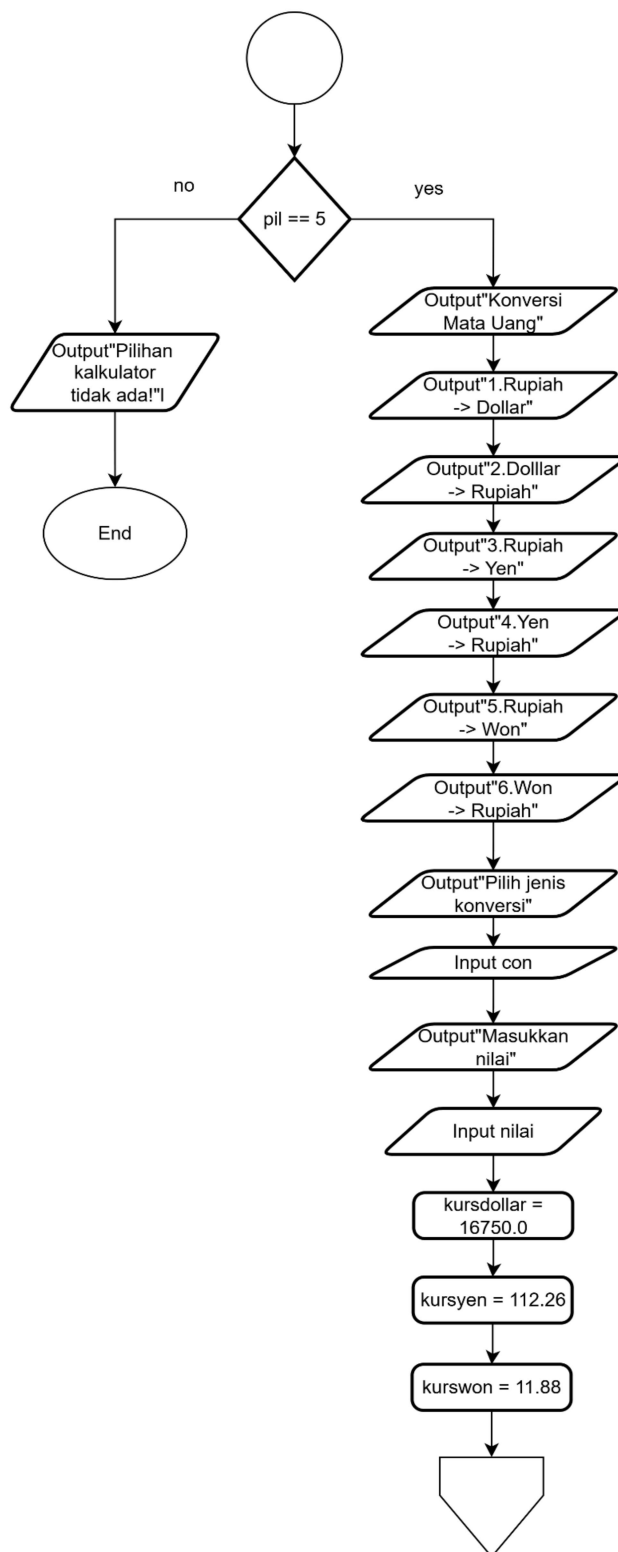 pil == 5
no
yes
Output"Pilihan
kalkulator
tidak ada!"l
End
Output"Konversi
Mata Uang"
Output"1.Rupiah
-> Dollar"
Output"2.Dolllar
-> Rupiah"
Output"3.Rupiah
-> Yen"
Output"4.Yen
-> Rupiah"
Output"5.Rupiah
-> Won"
Output"6.Won
-> Rupiah"
Output"Pilih jenis
konversi"
Input con
Output"Masukkan
nilai"
Input nilai
kursdollar =
16750.0
kursyen = 112.26
kurswon = 11.88